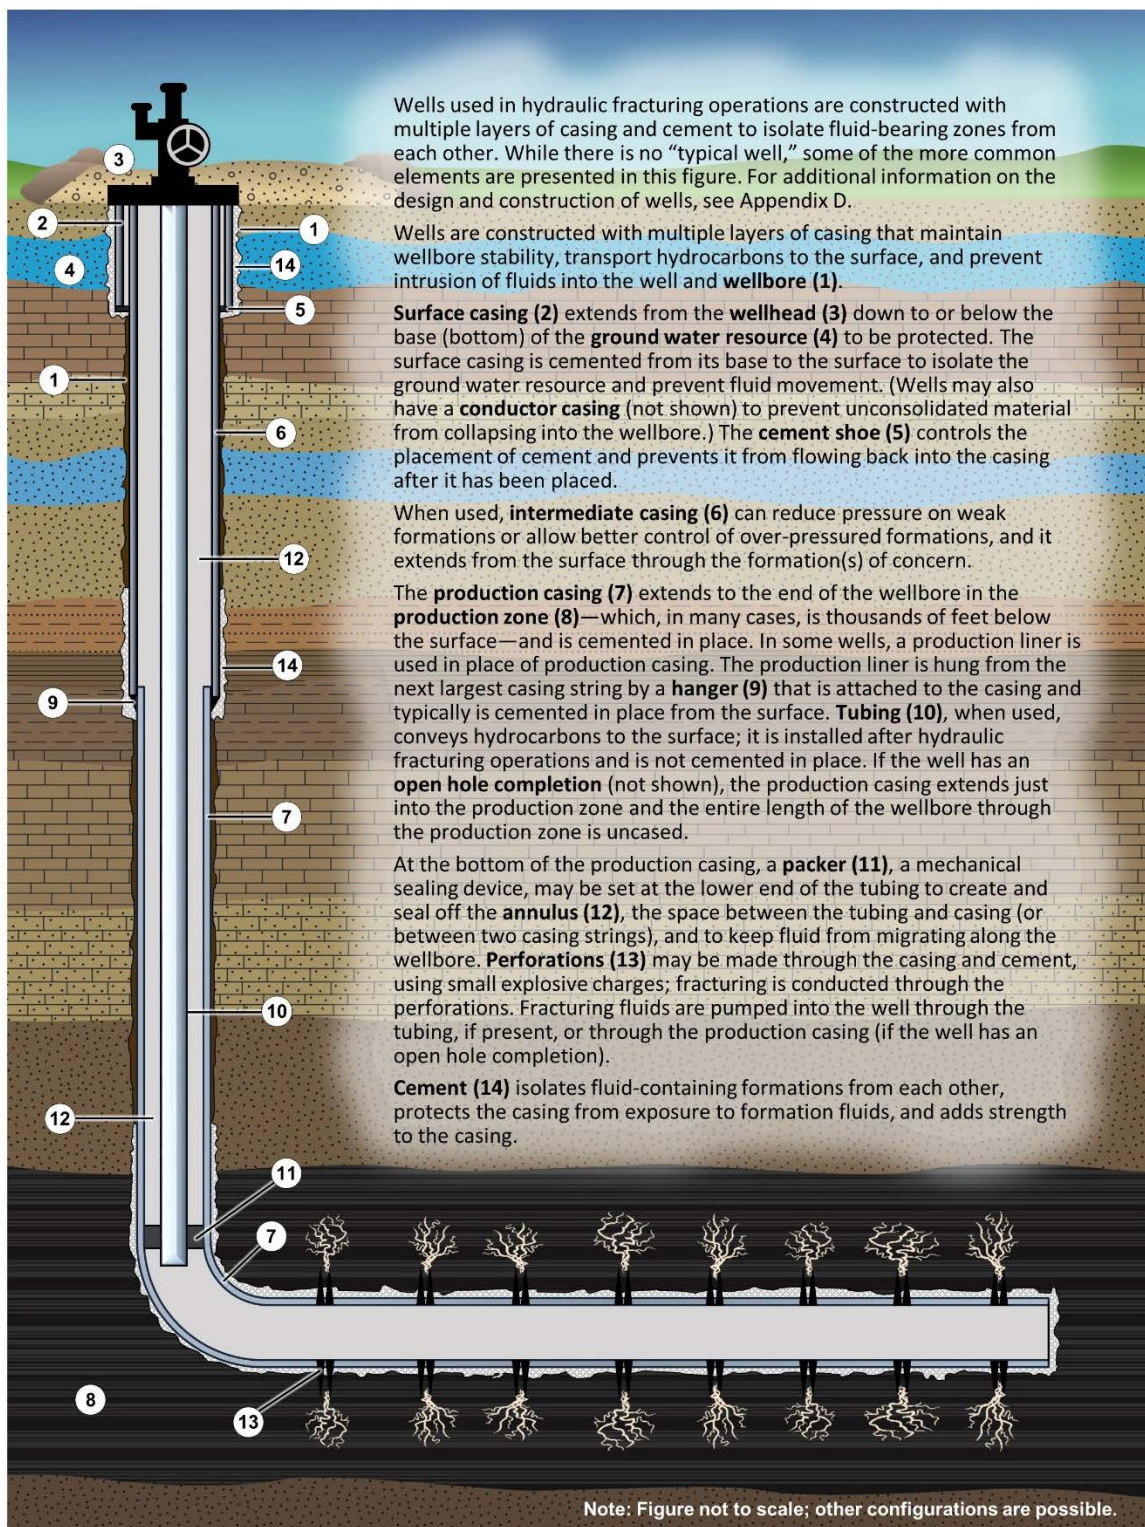 Wells used in hydraulic fracturing operations are constructed with
multiple layers of casing and cement to isolate fluid-bearing zones from
each other. While there is no “typical well,” some of the more common
elements are presented in this figure. For additional information on the
design and construction of wells, see Appendix D.
Wells are constructed with multiple layers of casing that maintain
wellbore stability, transport hydrocarbons to the surface, and prevent
intrusion of fluids into the well and wellbore (1).
Surface casing (2) extends from the wellhead (3) down to or below the
base (bottom) of the ground water resource (4) to be protected. The
surface casing is cemented from its base to the surface to isolate the
ground water resource and prevent fluid movement. (Wells may also
have a conductor casing (not shown) to prevent unconsolidated material
from collapsing into the wellbore.) The cement shoe (5) controls the
placement of cement and prevents it from flowing back into the casing
after it has been placed.
When used, intermediate casing (6) can reduce pressure on weak
formations or allow better control of over-pressured formations, and it
extends from the surface through the formation(s) of concern.
The production casing (7) extends to the end of the wellbore in the
production zone (8)—which, in many cases, is thousands of feet below
the surface—and is cemented in place. In some wells, a production liner is
used in place of production casing. The production liner is hung from the
next largest casing string by a hanger (9) that is attached to the casing and
typically is cemented in place from the surface. Tubing (10), when used,
conveys hydrocarbons to the surface; it is installed after hydraulic
fracturing operations and is not cemented in place. If the well has an
open hole completion (not shown), the production casing extends just
into the production zone and the entire length of the wellbore through
the production zone is uncased.
At the bottom of the production casing, a packer (11), a mechanical
sealing device, may be set at the lower end of the tubing to create and
seal off the annulus (12), the space between the tubing and casing (or
between two casing strings), and to keep fluid from migrating along the
wellbore. Perforations (13) may be made through the casing and cement,
using small explosive charges; fracturing is conducted through the
perforations. Fracturing fluids are pumped into the well through the
tubing, if present, or through the production casing (if the well has an
open hole completion).
Cement (14) isolates fluid-containing formations from each other,
protects the casing from exposure to formation fluids, and adds strength
to the casing.
3
2
1
4
14
5
1
6
12
14
9
7
10
12
11
7
8
13
Note: Figure not to scale; other configurations are possible.